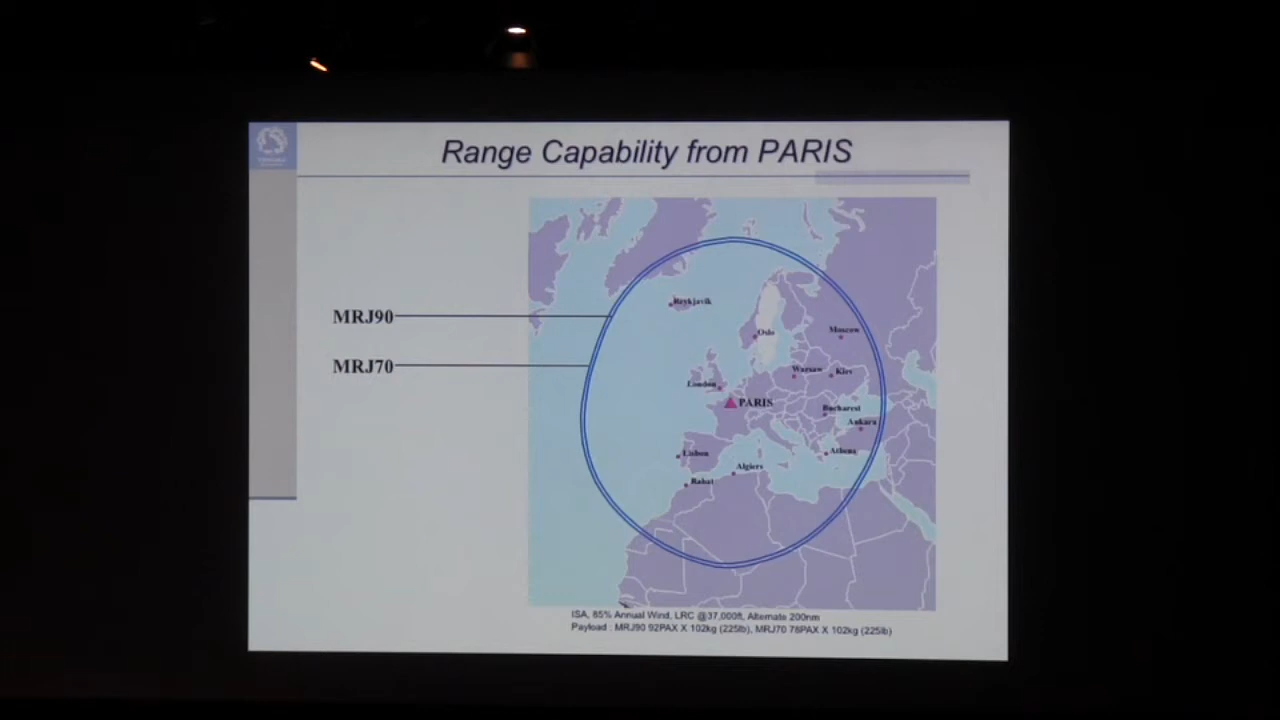 Range Capability from PARIS
Reykjavik
MRJ90
Oslo
Moscow
MRJ70
Warsaw
Kiev
London
PARIS
Bucharest
Ankara
Lisbon
Athens
Algiers
Rabat
ISA, 85% Annual Wind, LRC @37,000ft, Alternate 200nm
Payload : MRJ90 92PAX X 102kg (225lb), MRJ70 78PAX X 102kg (225lb)